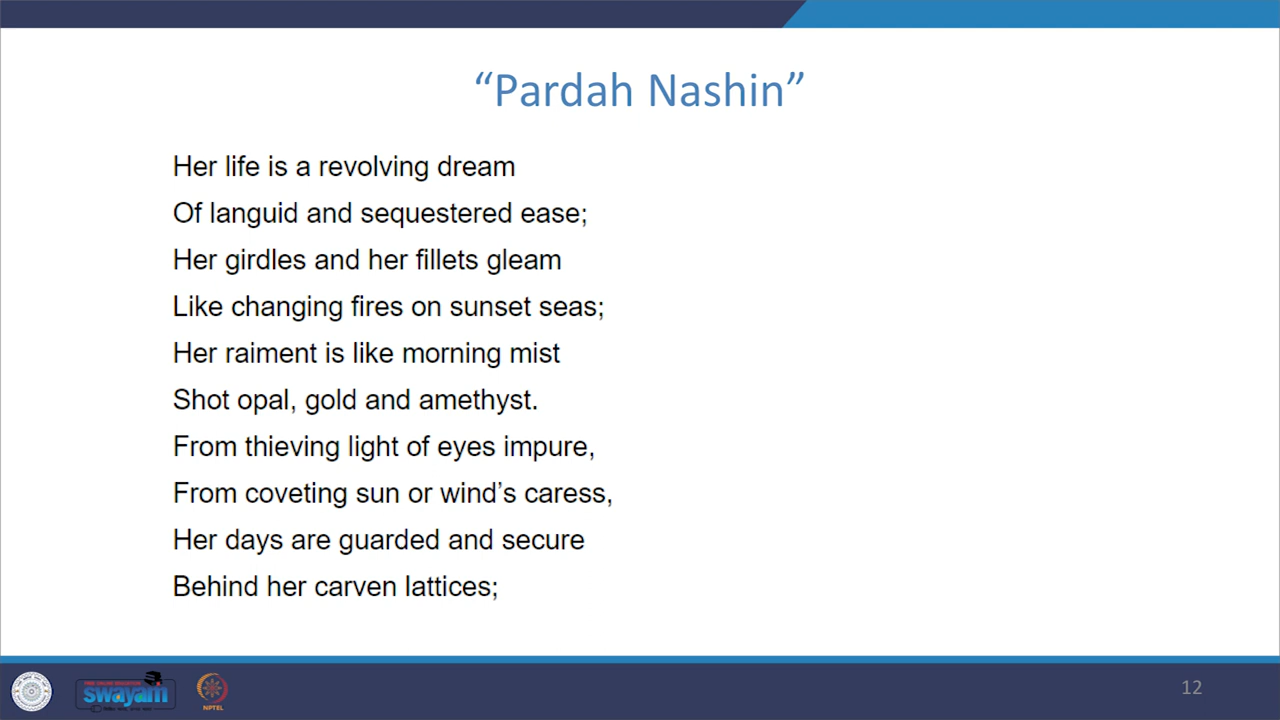 “Pardah Nashin”
Her life is a revolving dream
Of languid and sequestered ease;
Her girdles and her fillets gleam
Like changing fires on sunset seas;
Her raiment is like morning mist
Shot opal, gold and amethyst.
From thieving light of eyes impure,
From coveting sun or wind’s caress,
Her days are guarded and secure
Behind her carven lattices;
swayam
NPTEL
12